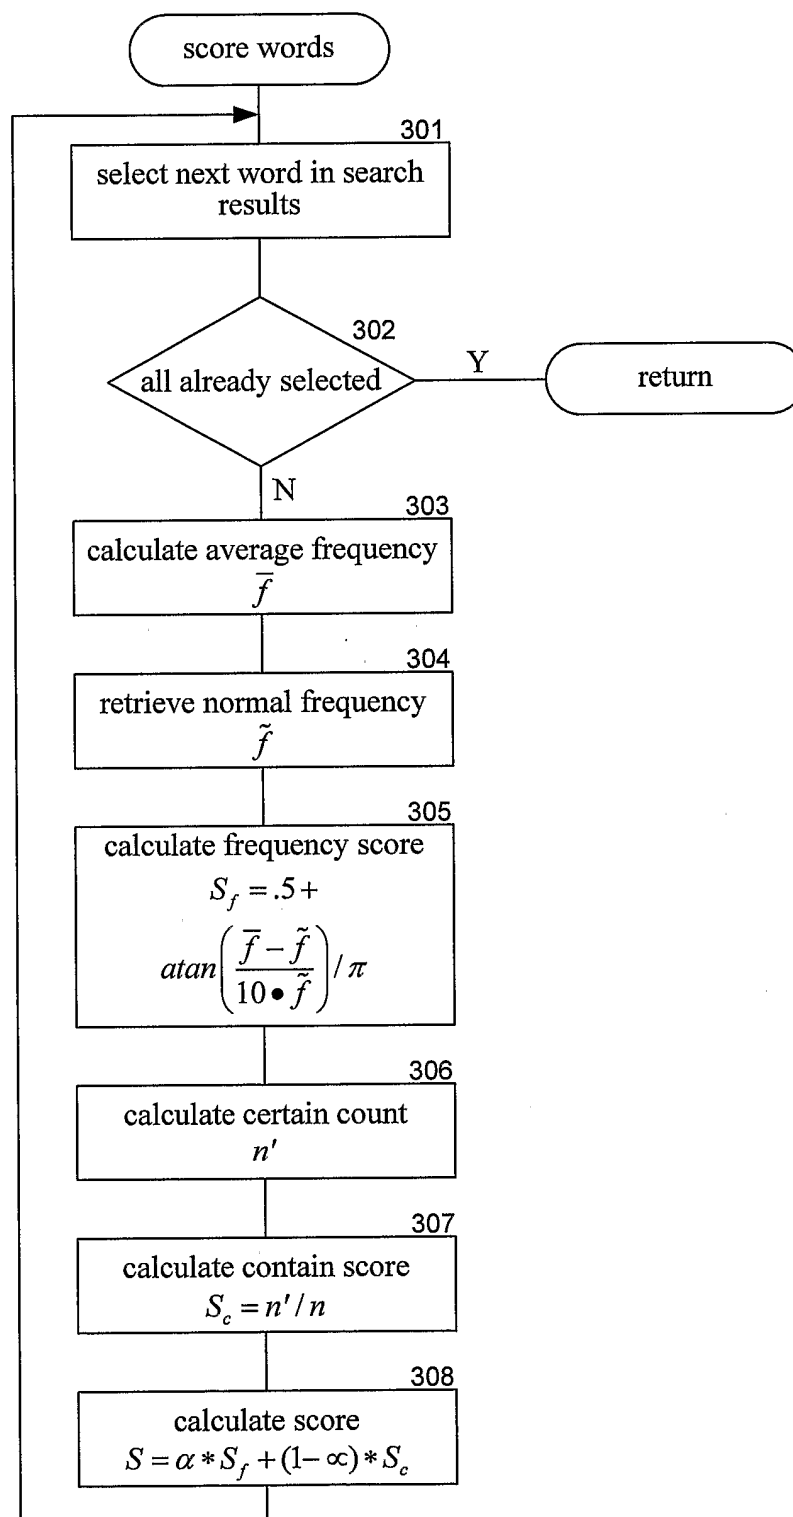 score words
301
select next word in search
results
302
all already selected
Y
return
N
303
calculate average frequency
f̅
304
retrieve normal frequency
f̃
305
calculate frequency score
S_f = .5 +
atan((f̅ − f̃)/(10 • f̃)) / π
306
calculate certain count
n′
307
calculate contain score
S_c = n′ / n
308
calculate score
S = α * S_f + (1− ∝) * S_c